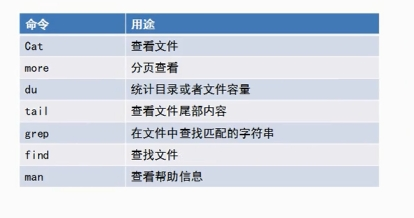 命令 用途
Cat 查看文件
more 分页查看
du 统计目录或者文件容量
tail 查看文件尾部内容
grep 在文件中查找匹配的字符串
find 查找文件
man 查看帮助信息